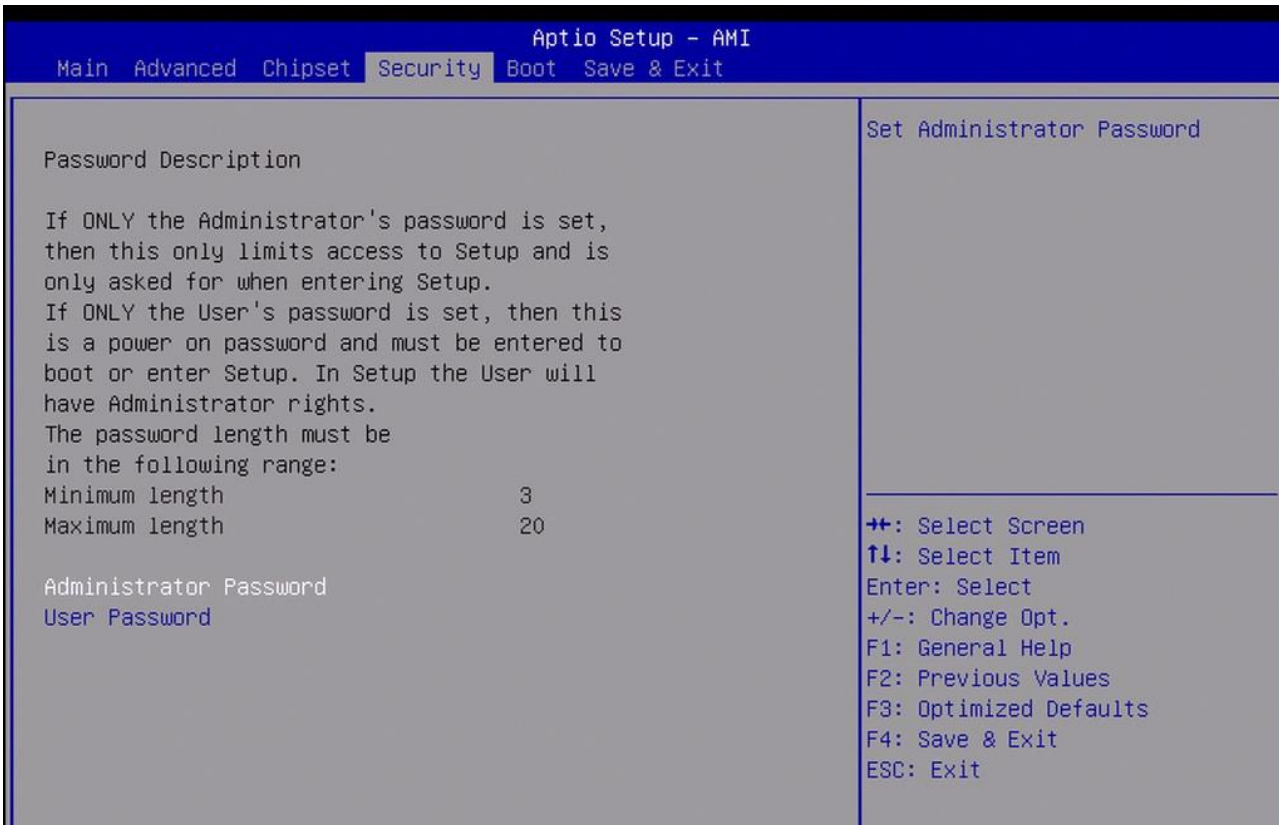 Aptio Setup - AMI
Main Advanced Chipset Security Boot Save & Exit
Password Description
If ONLY the Administrator's password is set,
then this only limits access to Setup and is
only asked for when entering Setup.
If ONLY the User's password is set, then this
is a power on password and must be entered to
boot or enter Setup. In Setup the User will
have Administrator rights.
The password length must be
in the following range:
Minimum length 3
Maximum length 20
Administrator Password
User Password
Set Administrator Password
→←: Select Screen
↑↓: Select Item
Enter: Select
+/-: Change Opt.
F1: General Help
F2: Previous Values
F3: Optimized Defaults
F4: Save & Exit
ESC: Exit